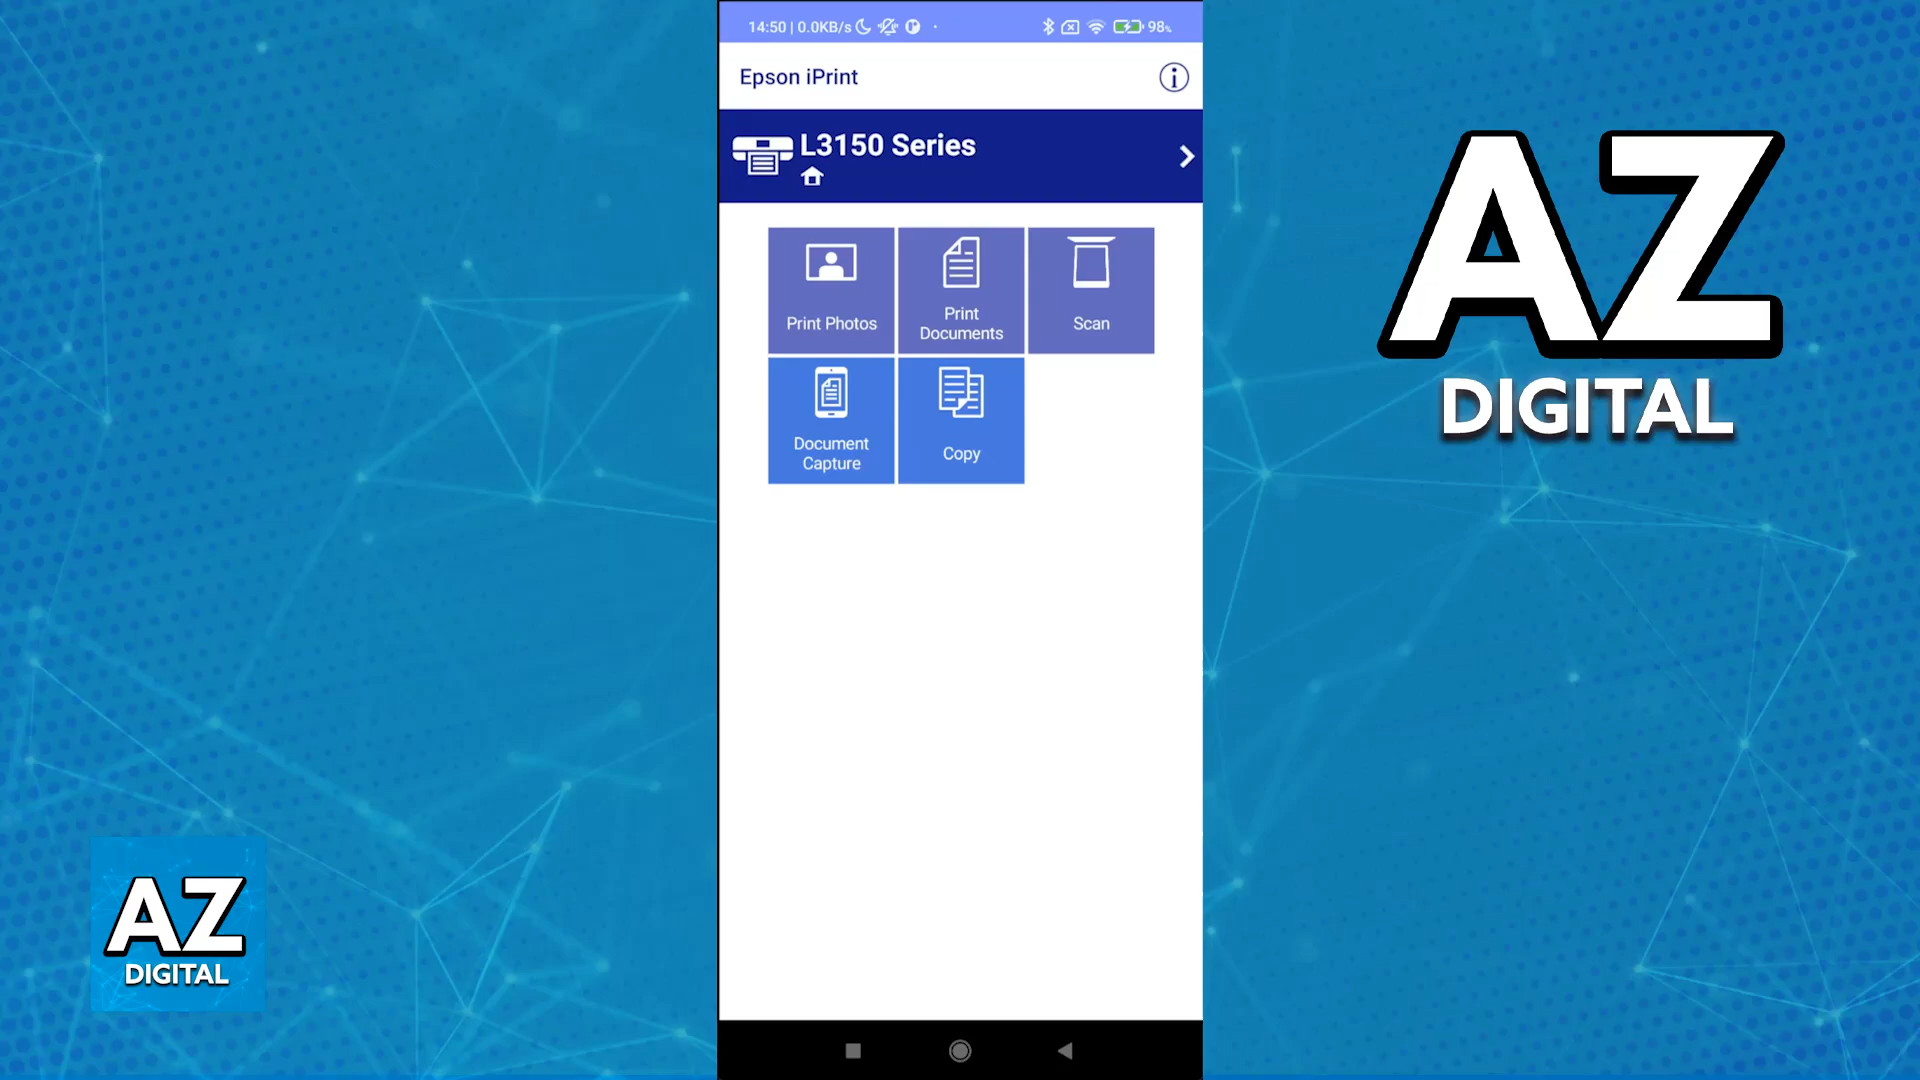 14:50 | 0.0KB/s
98%
Epson iPrint
L3150 Series
Print Photos
Print
Documents
Scan
Document
Capture
Copy
AZ
DIGITAL
AZ
DIGITAL